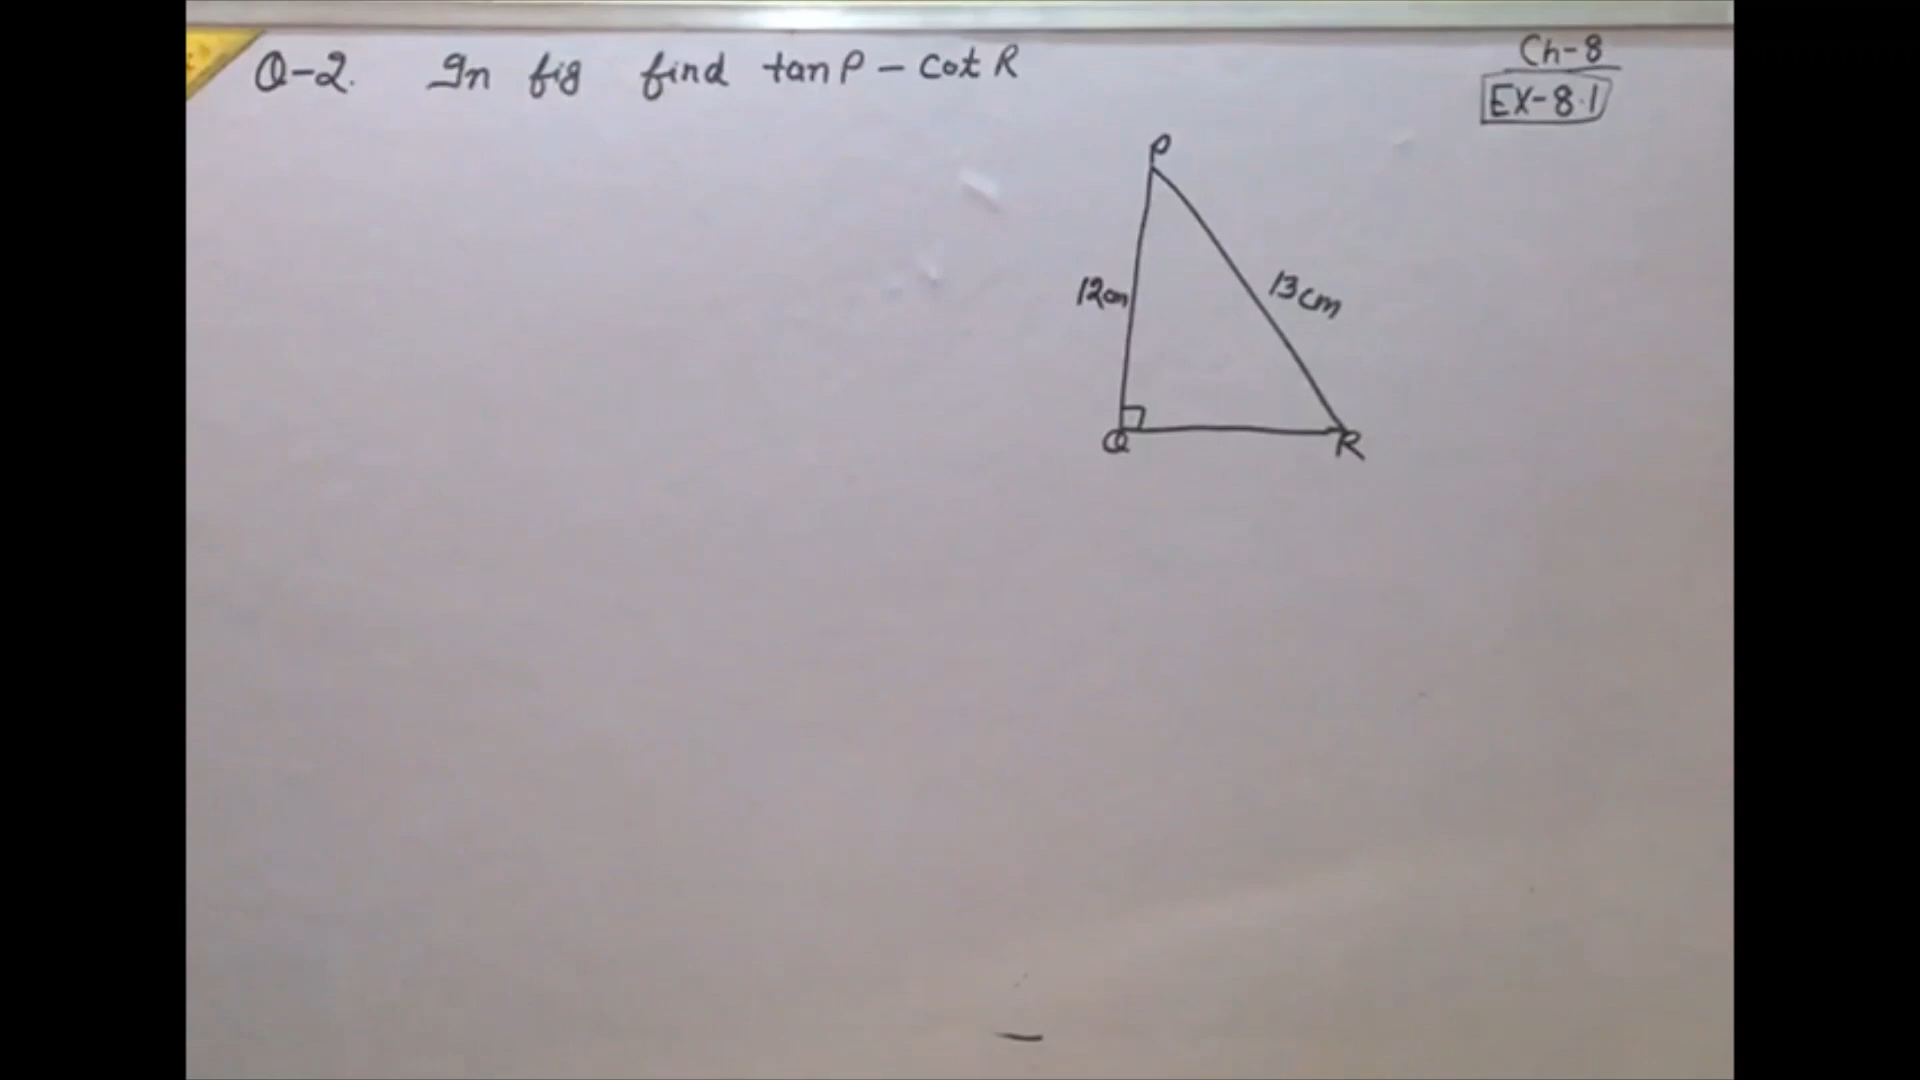 Q-2. In fig find tan P - cot R
Ch-8
EX-8.1
P
12cm
13cm
Q
R